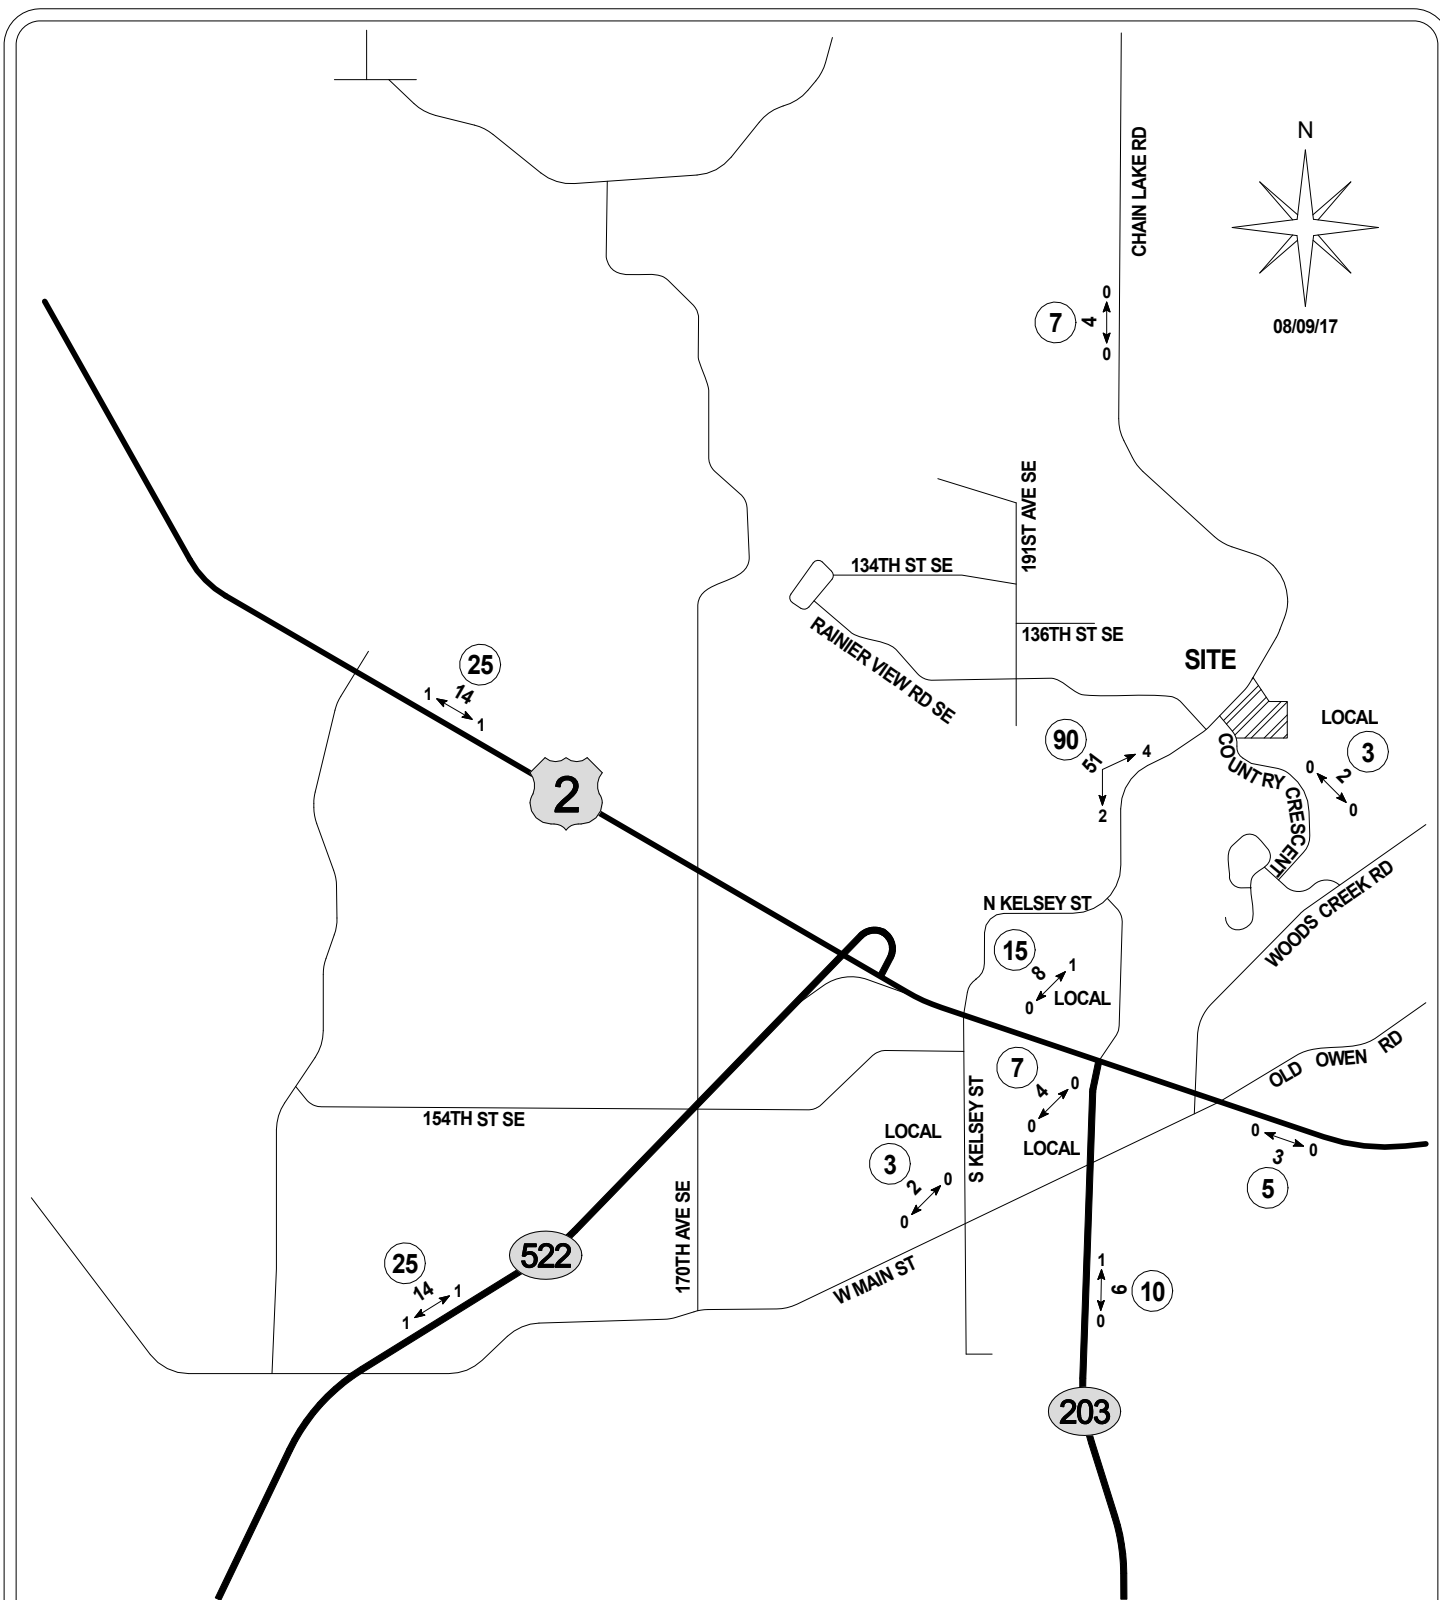 N
08/09/17
CHAIN LAKE RD
0
7
4
0
191ST AVE SE
134TH ST SE
136TH ST SE
RAINIER VIEW RD SE
SITE
25
1
14
1
2
90
51
4
2
LOCAL
3
0
2
0
COUNTRY CRESCENT
WOODS CREEK RD
N KELSEY ST
15
8
1
0
LOCAL
7
4
0
0
LOCAL
OLD OWEN RD
S KELSEY ST
154TH ST SE
LOCAL
3
2
0
0
0
3
0
5
170TH AVE SE
522
W MAIN ST
25
14
1
1
1
6
10
0
203